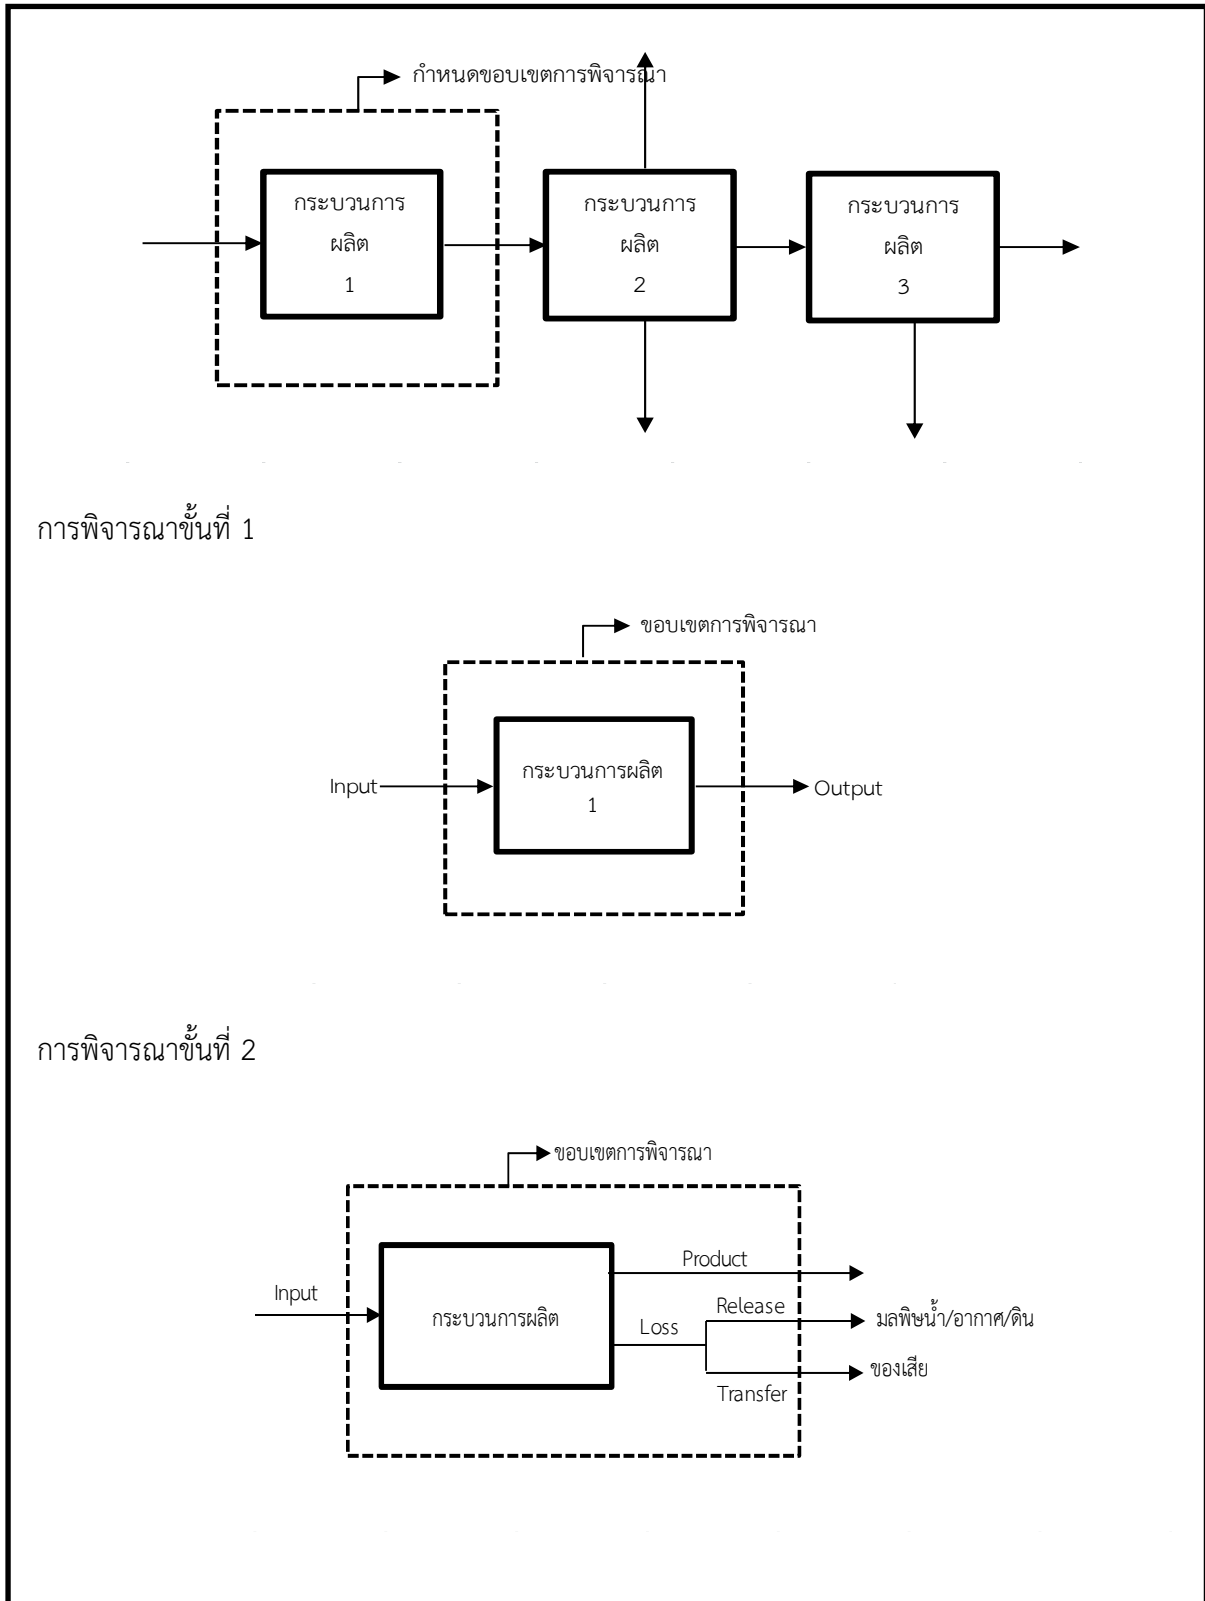 กำหนดขอบเขตการพิจารณา
กระบวนการ
ผลิต
1
กระบวนการ
ผลิต
2
กระบวนการ
ผลิต
3
การพิจารณาขั้นที่ 1
ขอบเขตการพิจารณา
Input
กระบวนการผลิต
1
Output
การพิจารณาขั้นที่ 2
ขอบเขตการพิจารณา
Input
กระบวนการผลิต
Product
Loss
Release
มลพิษน้ำ/อากาศ/ดิน
Transfer
ของเสีย